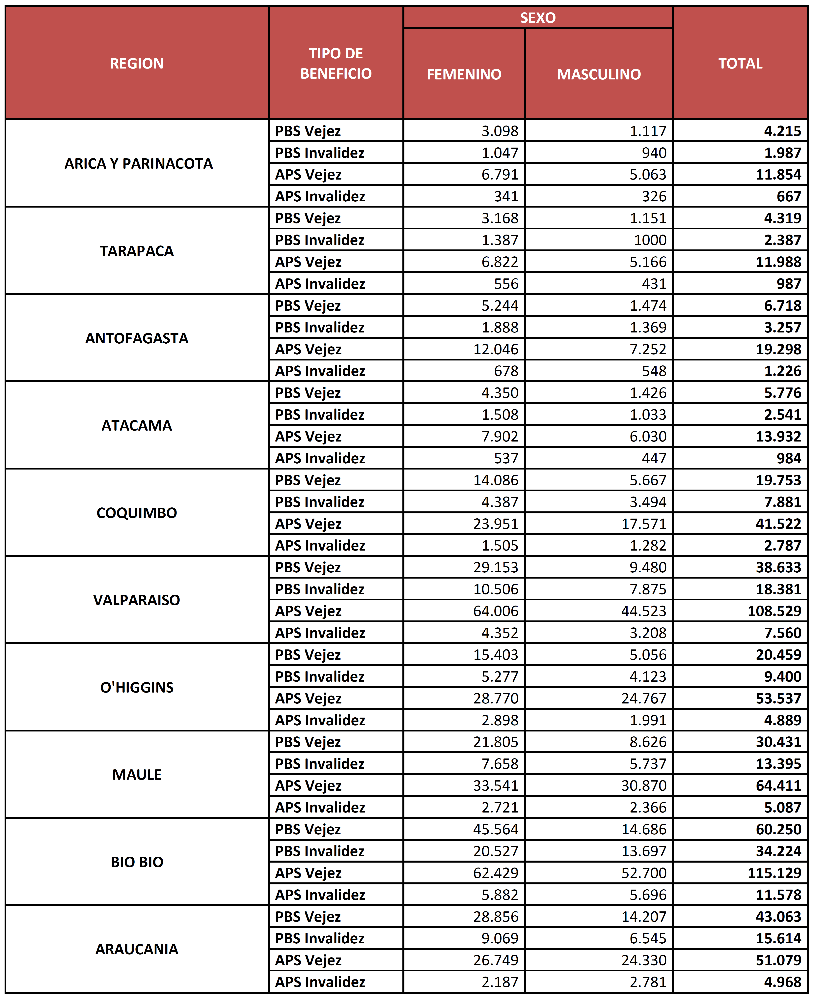 REGION
TIPO DE
BENEFICIO
SEXO
FEMENINO
MASCULINO
TOTAL
ARICA Y PARINACOTA
PBS Vejez 3.098 1.117 4.215
PBS Invalidez 1.047 940 1.987
APS Vejez 6.791 5.063 11.854
APS Invalidez 341 326 667
TARAPACA
PBS Vejez 3.168 1.151 4.319
PBS Invalidez 1.387 1000 2.387
APS Vejez 6.822 5.166 11.988
APS Invalidez 556 431 987
ANTOFAGASTA
PBS Vejez 5.244 1.474 6.718
PBS Invalidez 1.888 1.369 3.257
APS Vejez 12.046 7.252 19.298
APS Invalidez 678 548 1.226
ATACAMA
PBS Vejez 4.350 1.426 5.776
PBS Invalidez 1.508 1.033 2.541
APS Vejez 7.902 6.030 13.932
APS Invalidez 537 447 984
COQUIMBO
PBS Vejez 14.086 5.667 19.753
PBS Invalidez 4.387 3.494 7.881
APS Vejez 23.951 17.571 41.522
APS Invalidez 1.505 1.282 2.787
VALPARAISO
PBS Vejez 29.153 9.480 38.633
PBS Invalidez 10.506 7.875 18.381
APS Vejez 64.006 44.523 108.529
APS Invalidez 4.352 3.208 7.560
O'HIGGINS
PBS Vejez 15.403 5.056 20.459
PBS Invalidez 5.277 4.123 9.400
APS Vejez 28.770 24.767 53.537
APS Invalidez 2.898 1.991 4.889
MAULE
PBS Vejez 21.805 8.626 30.431
PBS Invalidez 7.658 5.737 13.395
APS Vejez 33.541 30.870 64.411
APS Invalidez 2.721 2.366 5.087
BIO BIO
PBS Vejez 45.564 14.686 60.250
PBS Invalidez 20.527 13.697 34.224
APS Vejez 62.429 52.700 115.129
APS Invalidez 5.882 5.696 11.578
ARAUCANIA
PBS Vejez 28.856 14.207 43.063
PBS Invalidez 9.069 6.545 15.614
APS Vejez 26.749 24.330 51.079
APS Invalidez 2.187 2.781 4.968